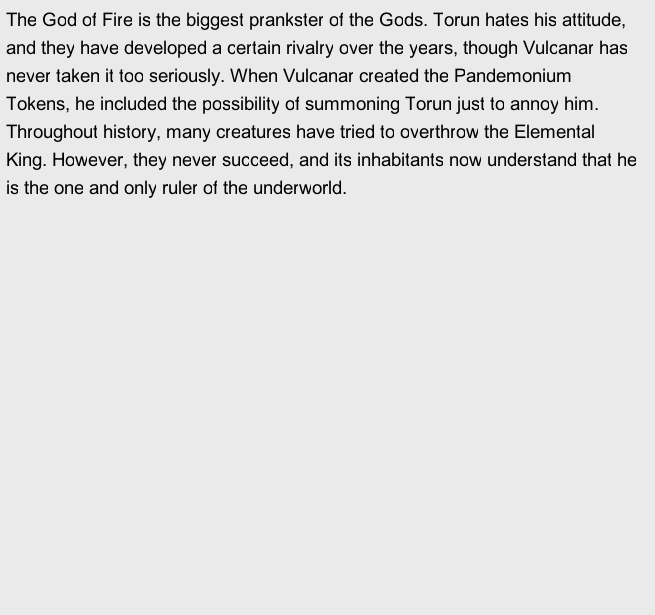 The God of Fire is the biggest prankster of the Gods. Torun hates his attitude,
and they have developed a certain rivalry over the years, though Vulcanar has
never taken it too seriously. When Vulcanar created the Pandemonium
Tokens, he included the possibility of summoning Torun just to annoy him.
Throughout history, many creatures have tried to overthrow the Elemental
King. However, they never succeed, and its inhabitants now understand that he
is the one and only ruler of the underworld.